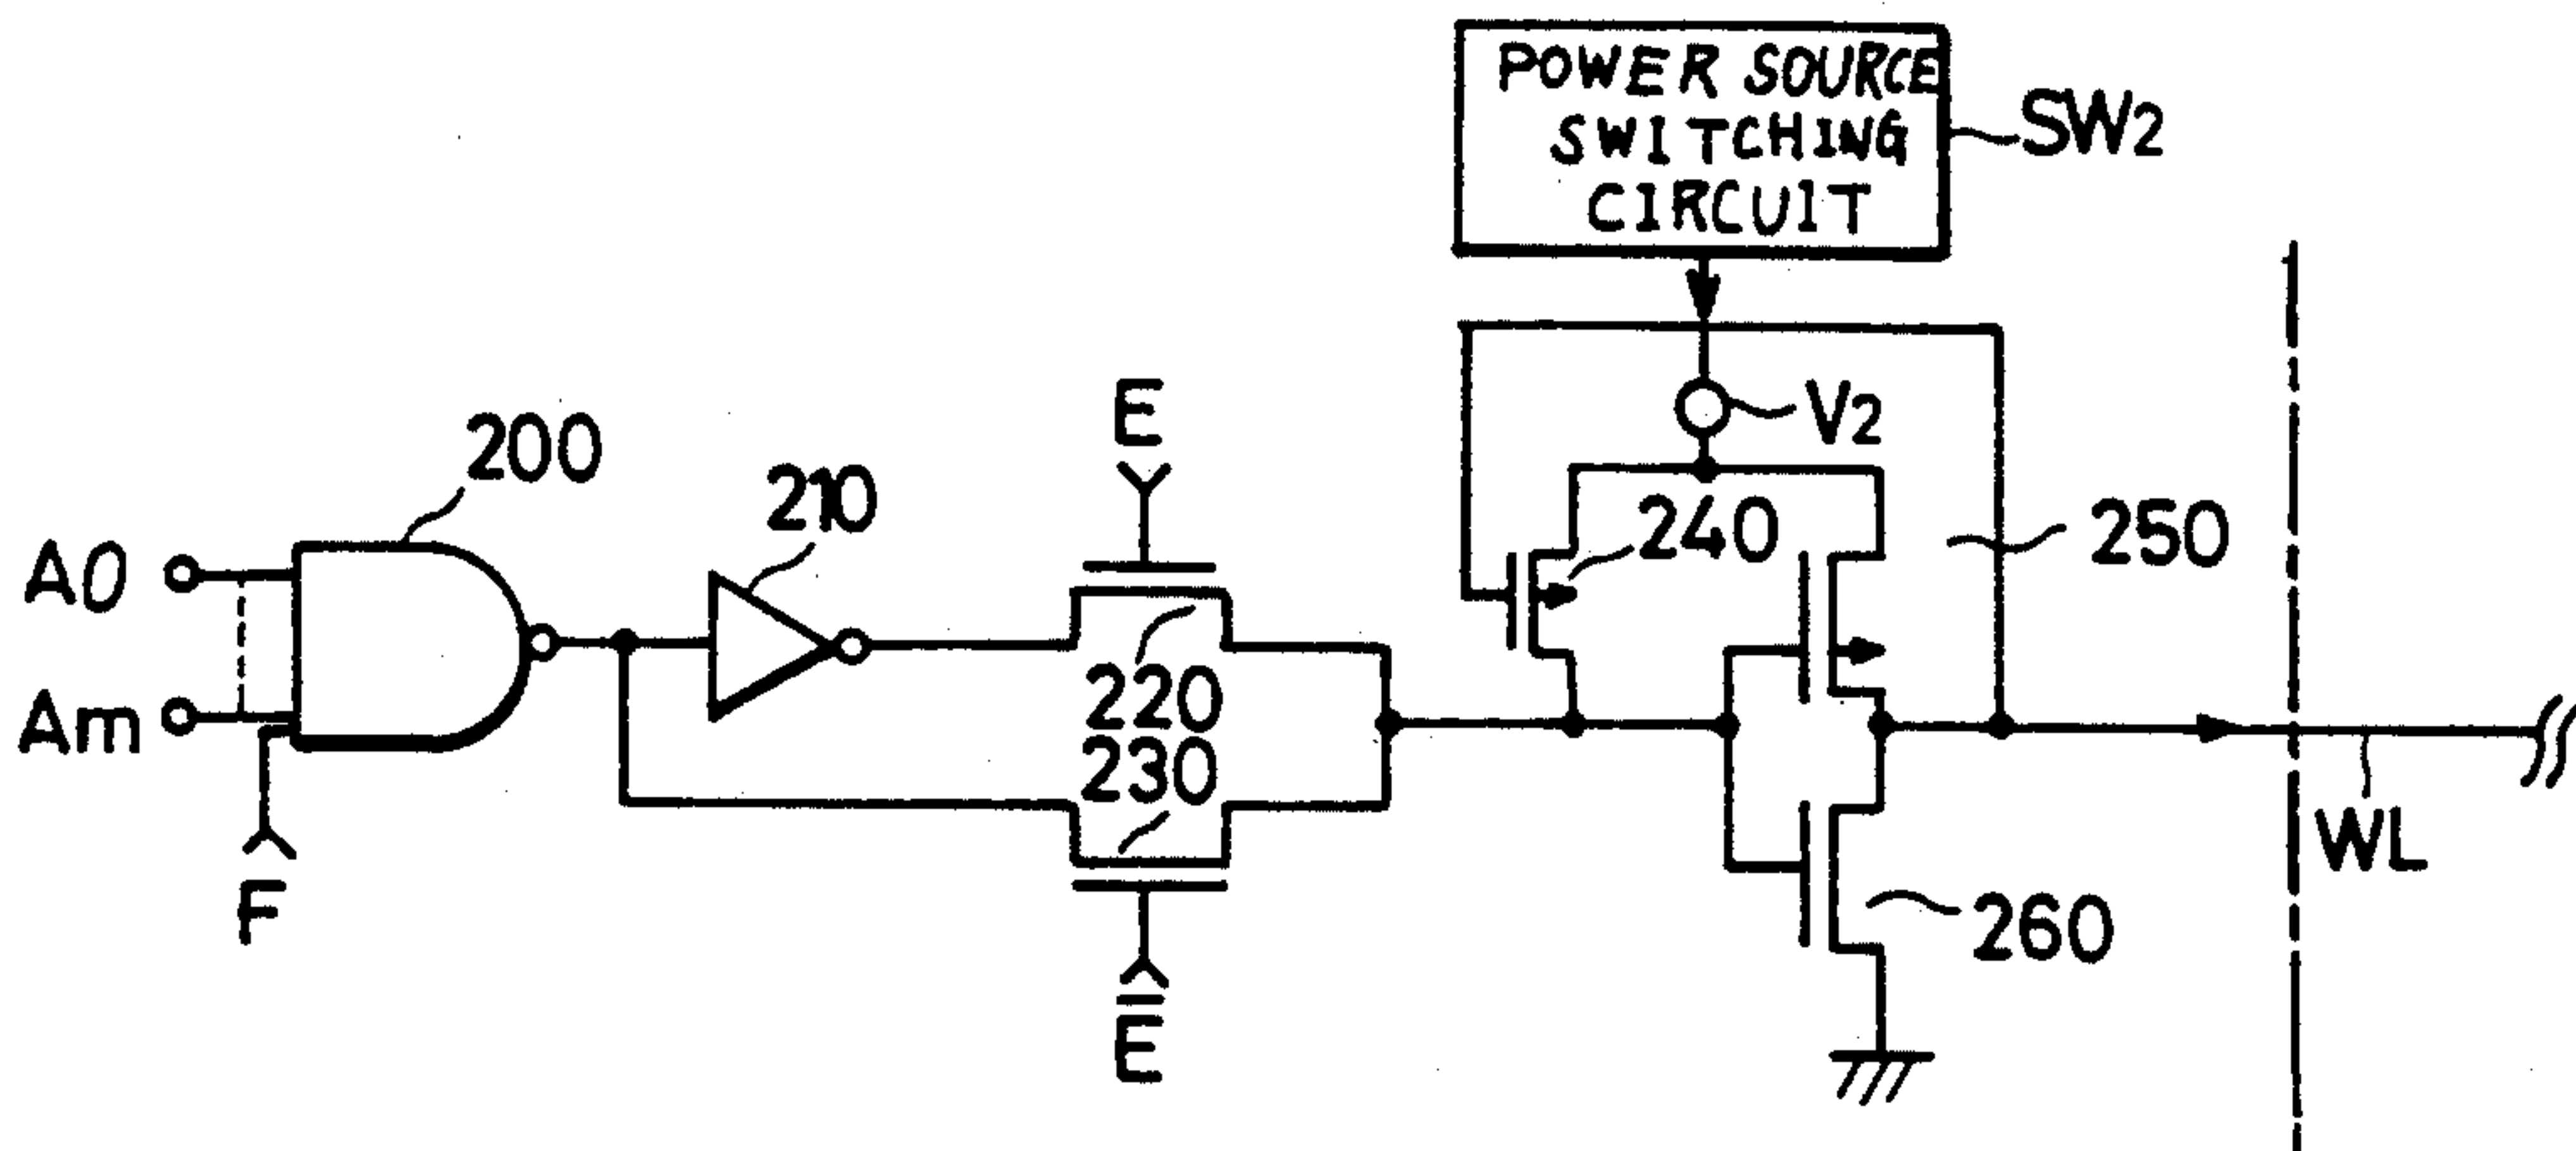 POWER SOURCE
SWITCHING
CIRCUIT
SW2
V2
E
200
210
240
250
A0
Am
220
230
F
WL
260
E̅